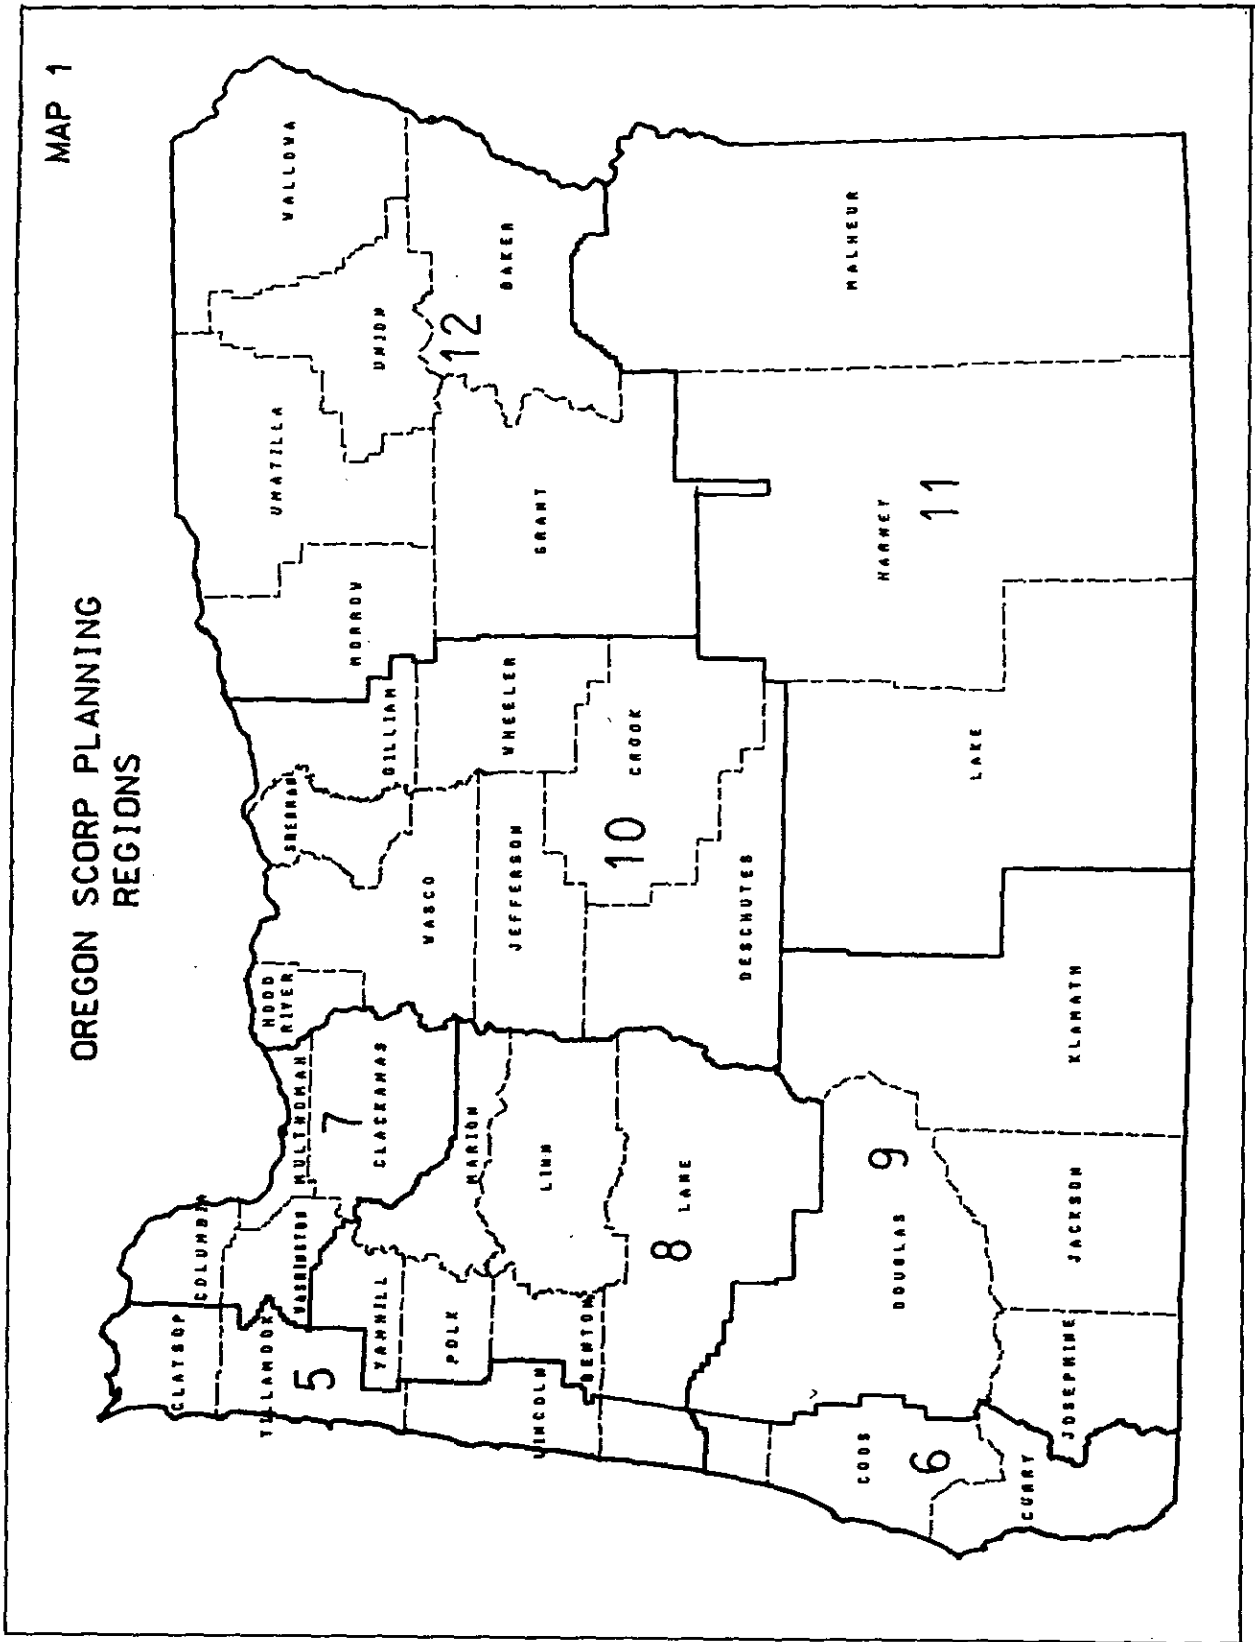 MAP 1
OREGON SCORP PLANNING
REGIONS
CLATSOP
COLUMBIA
TILLAMOOK
5
WASHINGTON
MULTNOMAH
7
CLACKAMAS
HOOD
RIVER
SHERMAN
GILLIAM
MORROW
UMATILLA
UNION
WALLOWA
YAMHILL
POLK
MARION
WASCO
12
BAKER
LINCOLN
BENTON
LINN
JEFFERSON
WHEELER
GRANT
8
LANE
10
CROOK
DESCHUTES
COOS
6
DOUGLAS
9
MALHEUR
HARNEY
11
LAKE
CURRY
JOSEPHINE
JACKSON
KLAMATH